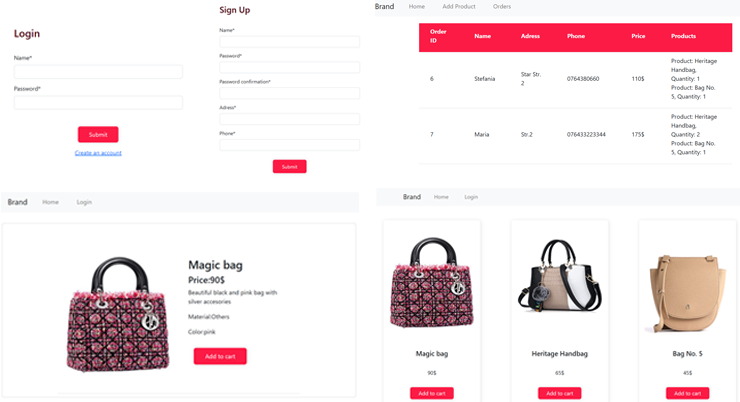 Login
Name*
Password*
Submit
Create an account
Sign Up
Name*
Password*
Password confirmation*
Adress*
Phone*
Submit
Brand Home Add Product Orders
Order ID Name Adress Phone Price Products
6 Stefania Star Str. 2 0764380660 110$ Product: Heritage Handbag, Quantity: 1 Product: Bag No. 5, Quantity: 1
7 Maria Str.2 076433223344 175$ Product: Heritage Handbag, Quantity: 2 Product: Bag No. 5, Quantity: 1
Brand Home Login
Magic bag
Price:90$
Beautiful black and pink bag with
silver accesories
Material:Others
Color:pink
Add to cart
Brand Home Login
Magic bag Heritage Handbag Bag No. 5
90$ 65$ 45$
Add to cart Add to cart Add to cart